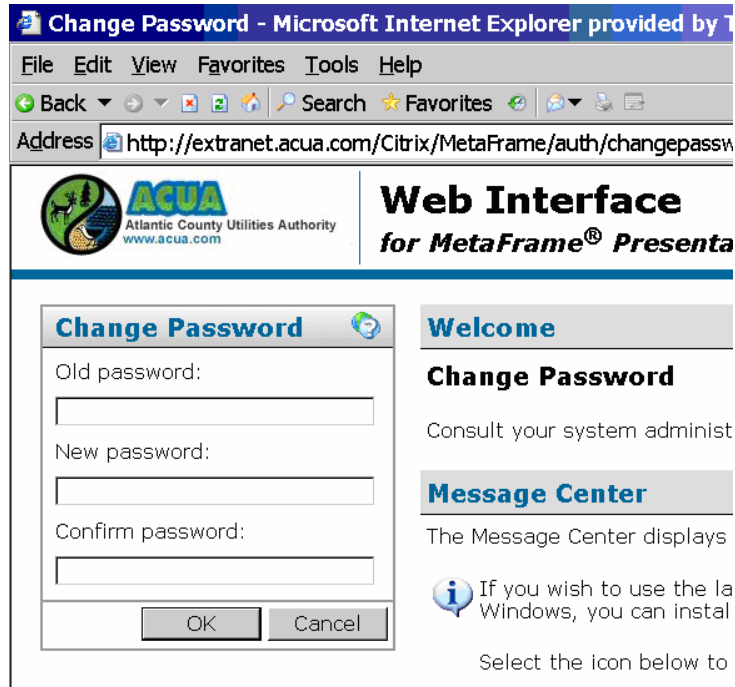 Change Password - Microsoft Internet Explorer provided by
File Edit View Favorites Tools Help
Back Search Favorites
Address http://extranet.acua.com/Citrix/MetaFrame/auth/changepassw
ACUA
Atlantic County Utilities Authority
www.acua.com
Web Interface
for MetaFrame® Presenta
Change Password
Old password:
New password:
Confirm password:
OK Cancel
Welcome
Change Password
Consult your system administ
Message Center
The Message Center displays
If you wish to use the la
Windows, you can instal
Select the icon below to